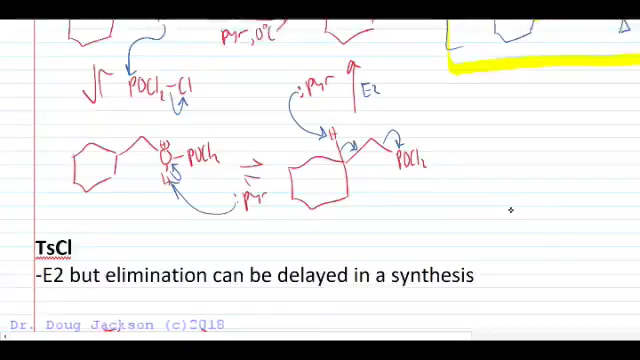 pyr, 0°C
POCl₂-Cl
:pyr
E2
H
O-POCl₂
POCl₂
H
:pyr
TsCl
-E2 but elimination can be delayed in a synthesis
Dr. Doug Jackson (c)2018